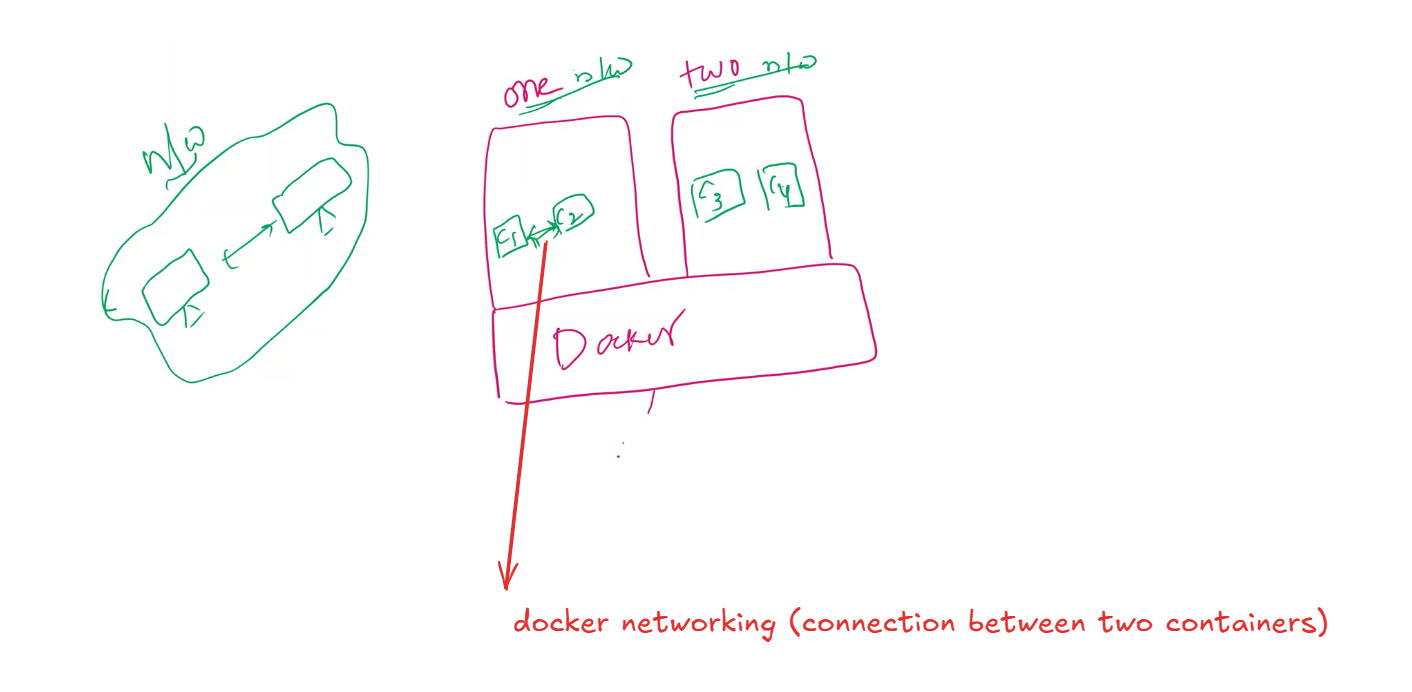 one n/w
two n/w
n/w
C1
C2
C3
C4
Docker
docker networking (connection between two containers)